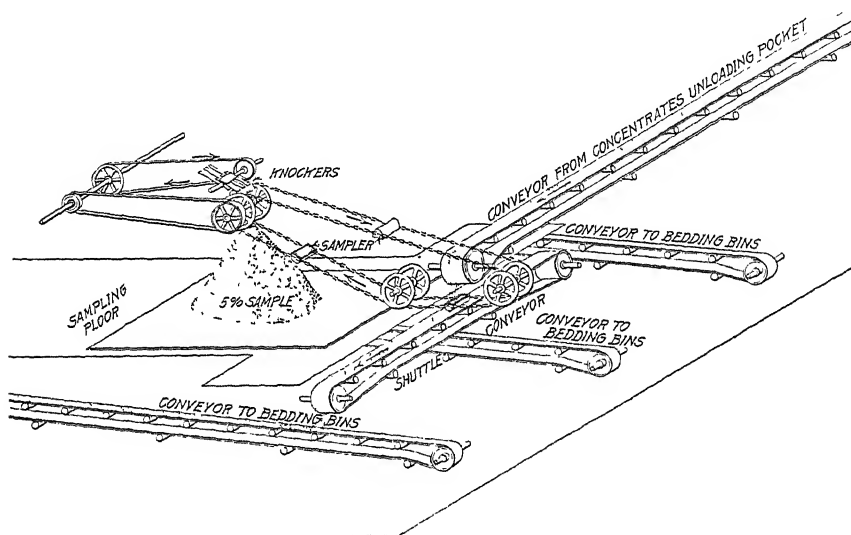 CONVEYOR FROM CONCENTRATES UNLOADING POCKET
KNOCKERS
CONVEYOR TO BEDDING BINS
SAMPLER
SAMPLING
FLOOR
5% SAMPLE
CONVEYOR
SHUTTLE
CONVEYOR TO
BEDDING BINS
CONVEYOR TO BEDDING BINS